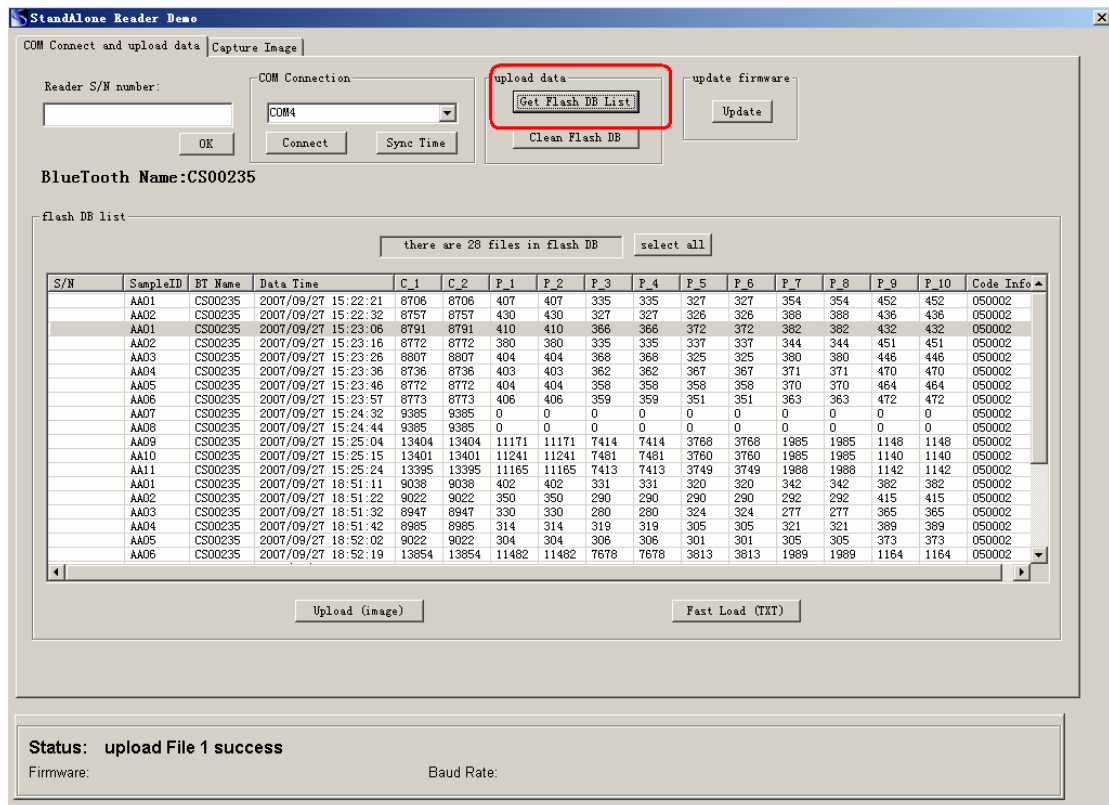 StandAlone Reader Demo
COM Connect and upload data Capture Image
Reader S/N number:
COM Connection
upload data
update firmware
COM4
Get Flash DB List
Update
OK
Connect
Sync Time
Clean Flash DB
BlueTooth Name:CS00235
flash DB list
there are 28 files in flash DB
select all
S/N SampleID BT Name Data Time C_1 C_2 P_1 P_2 P_3 P_4 P_5 P_6 P_7 P_8 P_9 P_10 Code Info
AA01 CS00235 2007/09/27 15:22:21 8706 8706 407 407 335 335 327 327 354 354 452 452 050002
AA02 CS00235 2007/09/27 15:22:32 8757 8757 430 430 327 327 326 326 388 388 436 436 050002
AA01 CS00235 2007/09/27 15:23:06 8791 8791 410 410 366 366 372 372 382 382 432 432 050002
AA02 CS00235 2007/09/27 15:23:16 8772 8772 380 380 335 335 337 337 344 344 451 451 050002
AA03 CS00235 2007/09/27 15:23:26 8807 8807 404 404 368 368 325 325 380 380 446 446 050002
AA04 CS00235 2007/09/27 15:23:36 8736 8736 403 403 362 362 367 367 371 371 470 470 050002
AA05 CS00235 2007/09/27 15:23:46 8772 8772 404 404 358 358 358 358 370 370 464 464 050002
AA06 CS00235 2007/09/27 15:23:57 8773 8773 406 406 359 359 351 351 363 363 472 472 050002
AA07 CS00235 2007/09/27 15:24:32 9385 9385 0 0 0 0 0 0 0 0 0 0 050002
AA08 CS00235 2007/09/27 15:24:44 9385 9385 0 0 0 0 0 0 0 0 0 0 050002
AA09 CS00235 2007/09/27 15:25:04 13404 13404 11171 11171 7414 7414 3768 3768 1985 1985 1148 1148 050002
AA10 CS00235 2007/09/27 15:25:15 13401 13401 11241 11241 7481 7481 3760 3760 1985 1985 1140 1140 050002
AA11 CS00235 2007/09/27 15:25:24 13395 13395 11165 11165 7413 7413 3749 3749 1988 1988 1142 1142 050002
AA01 CS00235 2007/09/27 18:51:11 9038 9038 402 402 331 331 320 320 342 342 382 382 050002
AA02 CS00235 2007/09/27 18:51:22 9022 9022 350 350 290 290 290 290 292 292 415 415 050002
AA03 CS00235 2007/09/27 18:51:32 8947 8947 330 330 280 280 324 324 277 277 365 365 050002
AA04 CS00235 2007/09/27 18:51:42 8985 8985 314 314 319 319 305 305 321 321 389 389 050002
AA05 CS00235 2007/09/27 18:52:02 9022 9022 304 304 306 306 301 301 305 305 373 373 050002
AA06 CS00235 2007/09/27 18:52:19 13854 13854 11482 11482 7678 7678 3813 3813 1989 1989 1164 1164 050002
Upload (image)
Fast Load (TXT)
Status: upload File 1 success
Firmware:
Baud Rate: